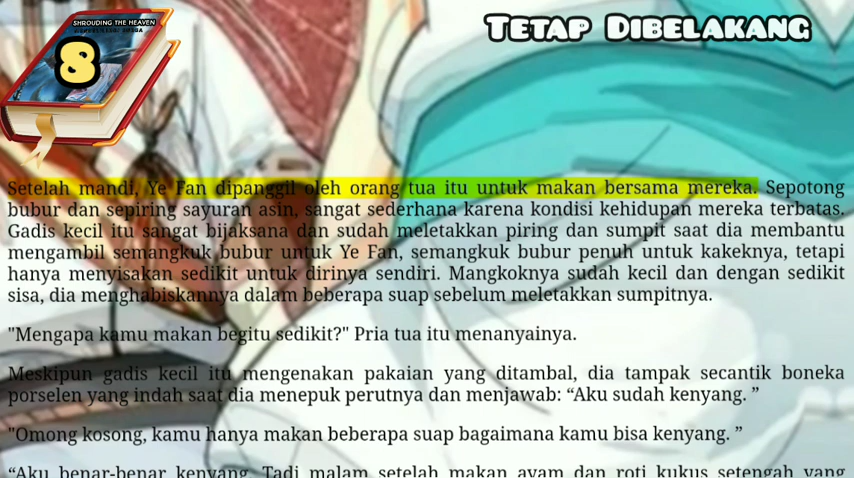 SHROUDING THE HEAVEN
8
TETAP DIBELAKANG
Setelah mandi, Ye Fan dipanggil oleh orang tua itu untuk makan bersama mereka. Sepotong
bubur dan sepiring sayuran asin, sangat sederhana karena kondisi kehidupan mereka terbatas.
Gadis kecil itu sangat bijaksana dan sudah meletakkan piring dan sumpit saat dia membantu
mengambil semangkuk bubur untuk Ye Fan, semangkuk bubur penuh untuk kakeknya, tetapi
hanya menyisakan sedikit untuk dirinya sendiri. Mangkoknya sudah kecil dan dengan sedikit
sisa, dia menghabiskannya dalam beberapa suap sebelum meletakkan sumpitnya.
"Mengapa kamu makan begitu sedikit?" Pria tua itu menanyainya.
Meskipun gadis kecil itu mengenakan pakaian yang ditambal, dia tampak secantik boneka
porselen yang indah saat dia menepuk perutnya dan menjawab: “Aku sudah kenyang. ”
"Omong kosong, kamu hanya makan beberapa suap bagaimana kamu bisa kenyang. ”
“Aku benar-benar kenyang. Tadi malam setelah makan ayam dan roti kukus setengah yang